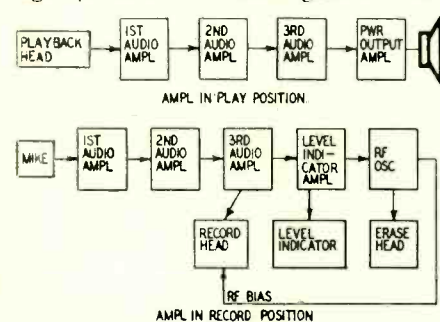 PLAYBACK
HEAD
1ST
AUDIO
AMPL
2ND
AUDIO
AMPL
3RD
AUDIO
AMPL
PWR
OUTPUT
AMPL
AMPL IN PLAY POSITION
MIKE
1ST
AUDIO
AMPL
2ND
AUDIO
AMPL
3RD
AUDIO
AMPL
LEVEL
INDI-
CATOR
AMPL
RF
OSC
RECORD
HEAD
LEVEL
INDICATOR
ERASE
HEAD
RF BIAS
AMPL IN RECORD POSITION